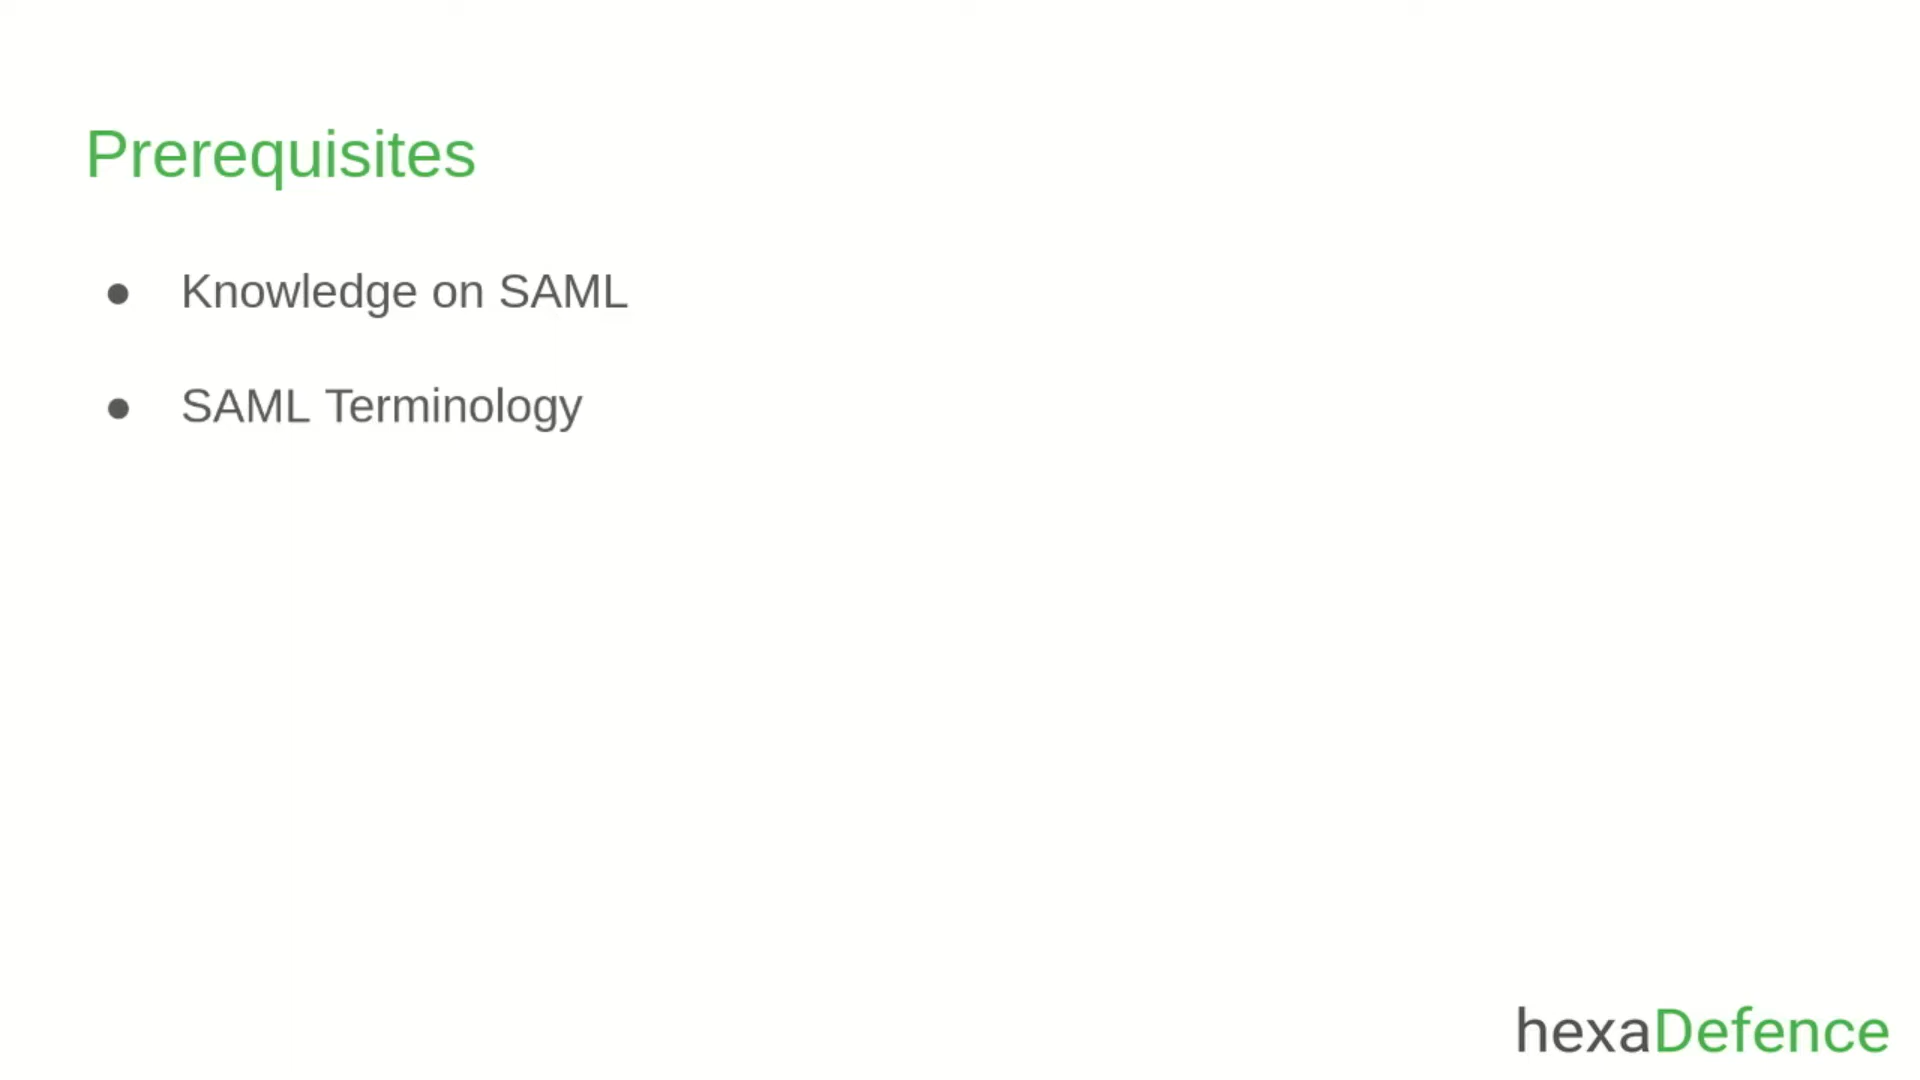 Prerequisites
● Knowledge on SAML
● SAML Terminology
hexaDefence